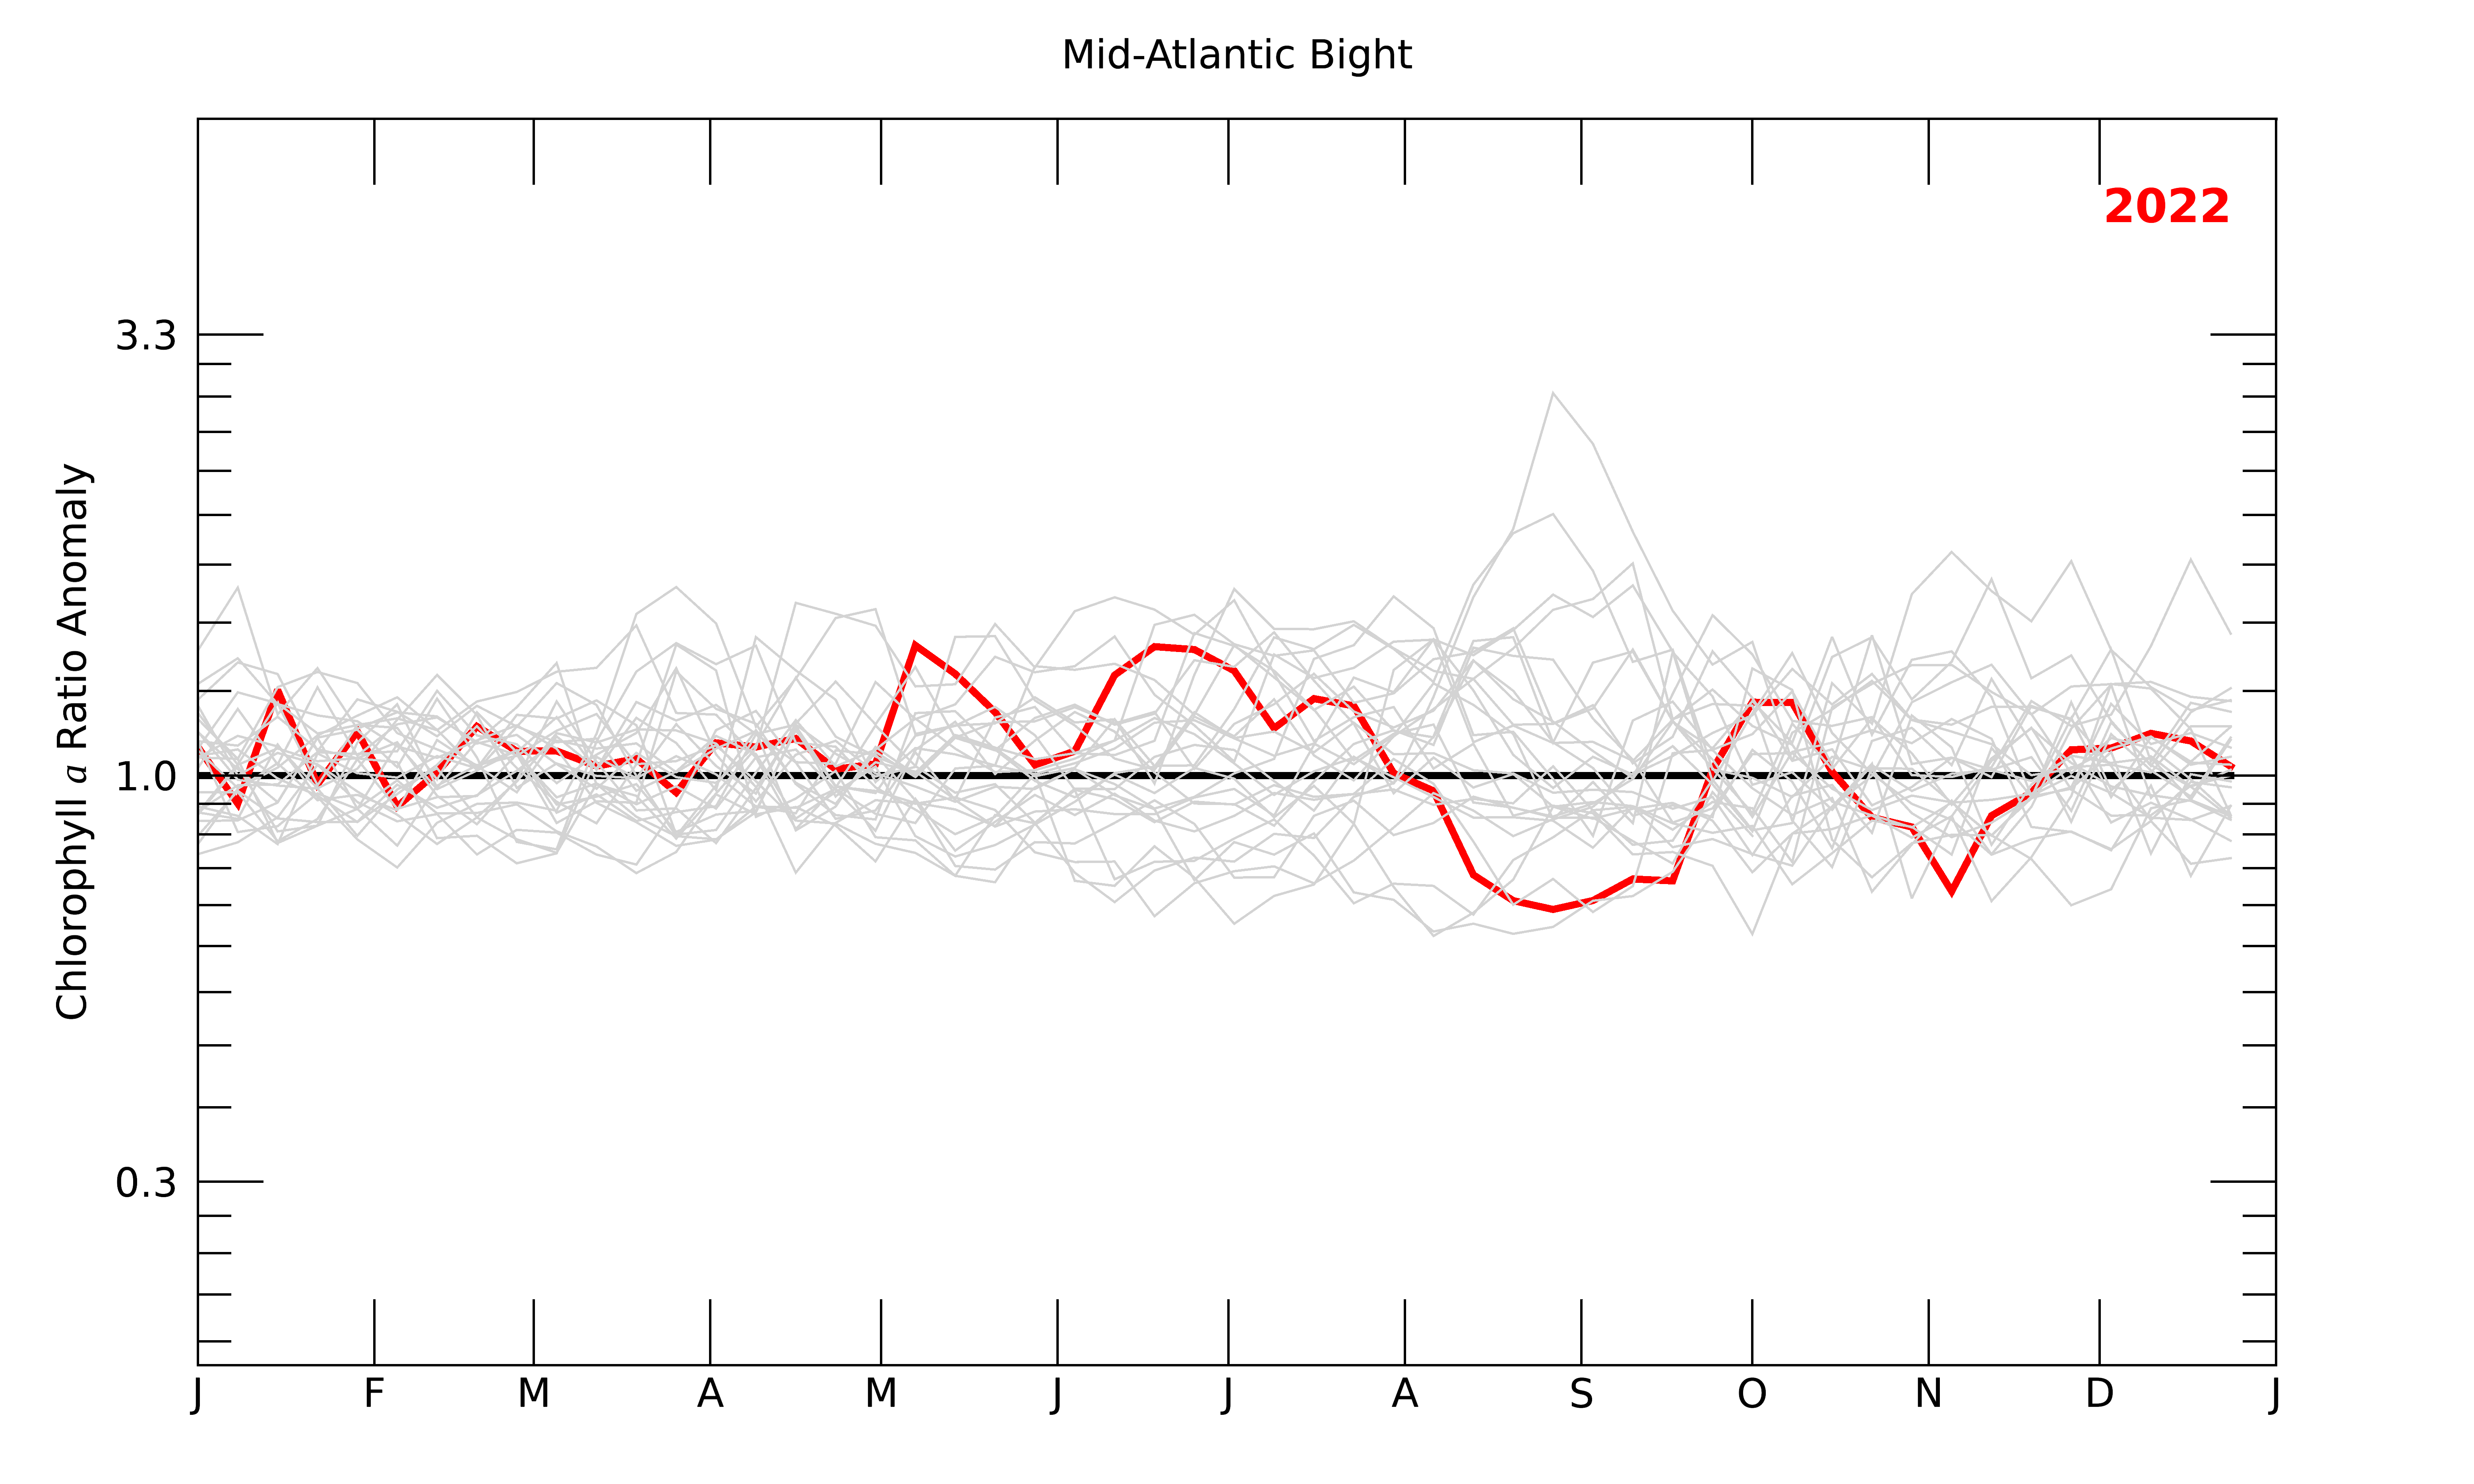 Mid-Atlantic Bight
2022
Chlorophyll a Ratio Anomaly
3.3
1.0
0.3
J F M A M J J A S O N D J